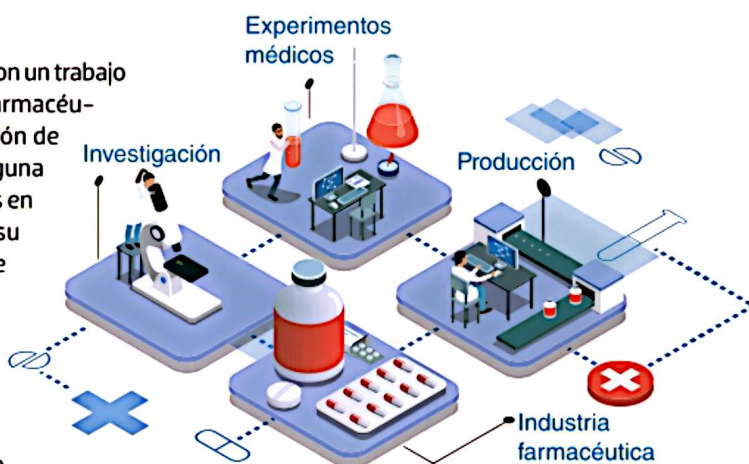 on un trabajo
armacéu-
ón de
guna
s en
su
e
Experimentos
médicos
Investigación
Producción
Industria
farmacéutica